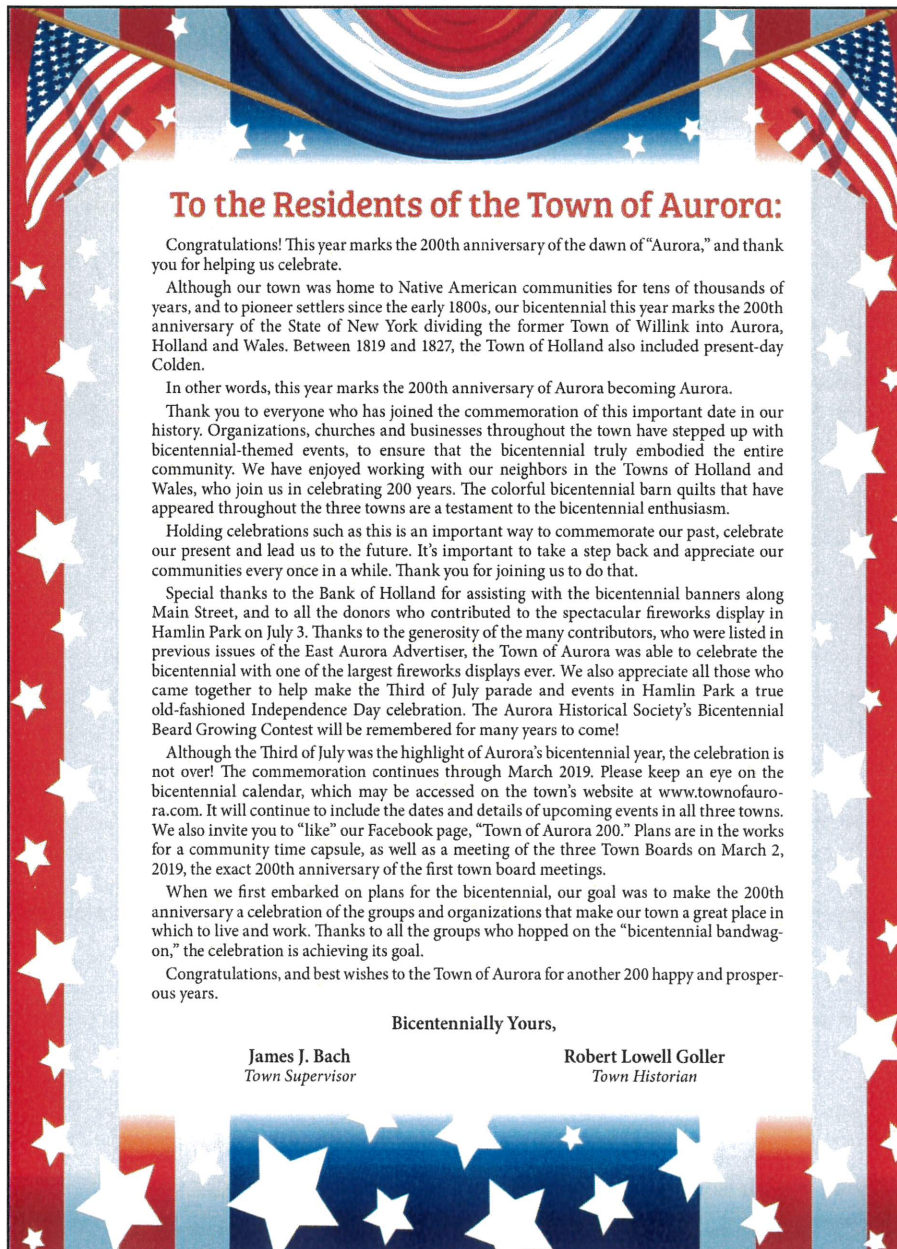 To the Residents of the Town of Aurora:
Congratulations! This year marks the 200th anniversary of the dawn of “Aurora,” and thank
you for helping us celebrate.
Although our town was home to Native American communities for tens of thousands of
years, and to pioneer settlers since the early 1800s, our bicentennial this year marks the 200th
anniversary of the State of New York dividing the former Town of Willink into Aurora,
Holland and Wales. Between 1819 and 1827, the Town of Holland also included present-day
Colden.
In other words, this year marks the 200th anniversary of Aurora becoming Aurora.
Thank you to everyone who has joined the commemoration of this important date in our
history. Organizations, churches and businesses throughout the town have stepped up with
bicentennial-themed events, to ensure that the bicentennial truly embodied the entire
community. We have enjoyed working with our neighbors in the Towns of Holland and
Wales, who join us in celebrating 200 years. The colorful bicentennial barn quilts that have
appeared throughout the three towns are a testament to the bicentennial enthusiasm.
Holding celebrations such as this is an important way to commemorate our past, celebrate
our present and lead us to the future. It’s important to take a step back and appreciate our
communities every once in a while. Thank you for joining us to do that.
Special thanks to the Bank of Holland for assisting with the bicentennial banners along
Main Street, and to all the donors who contributed to the spectacular fireworks display in
Hamlin Park on July 3. Thanks to the generosity of the many contributors, who were listed in
previous issues of the East Aurora Advertiser, the Town of Aurora was able to celebrate the
bicentennial with one of the largest fireworks displays ever. We also appreciate all those who
came together to help make the Third of July parade and events in Hamlin Park a true
old-fashioned Independence Day celebration. The Aurora Historical Society’s Bicentennial
Beard Growing Contest will be remembered for many years to come!
Although the Third of July was the highlight of Aurora’s bicentennial year, the celebration is
not over! The commemoration continues through March 2019. Please keep an eye on the
bicentennial calendar, which may be accessed on the town’s website at www.townofauro-
ra.com. It will continue to include the dates and details of upcoming events in all three towns.
We also invite you to “like” our Facebook page, “Town of Aurora 200.” Plans are in the works
for a community time capsule, as well as a meeting of the three Town Boards on March 2,
2019, the exact 200th anniversary of the first town board meetings.
When we first embarked on plans for the bicentennial, our goal was to make the 200th
anniversary a celebration of the groups and organizations that make our town a great place in
which to live and work. Thanks to all the groups who hopped on the “bicentennial bandwag-
on,” the celebration is achieving its goal.
Congratulations, and best wishes to the Town of Aurora for another 200 happy and prosper-
ous years.
Bicentennially Yours,
James J. Bach
Town Supervisor
Robert Lowell Goller
Town Historian